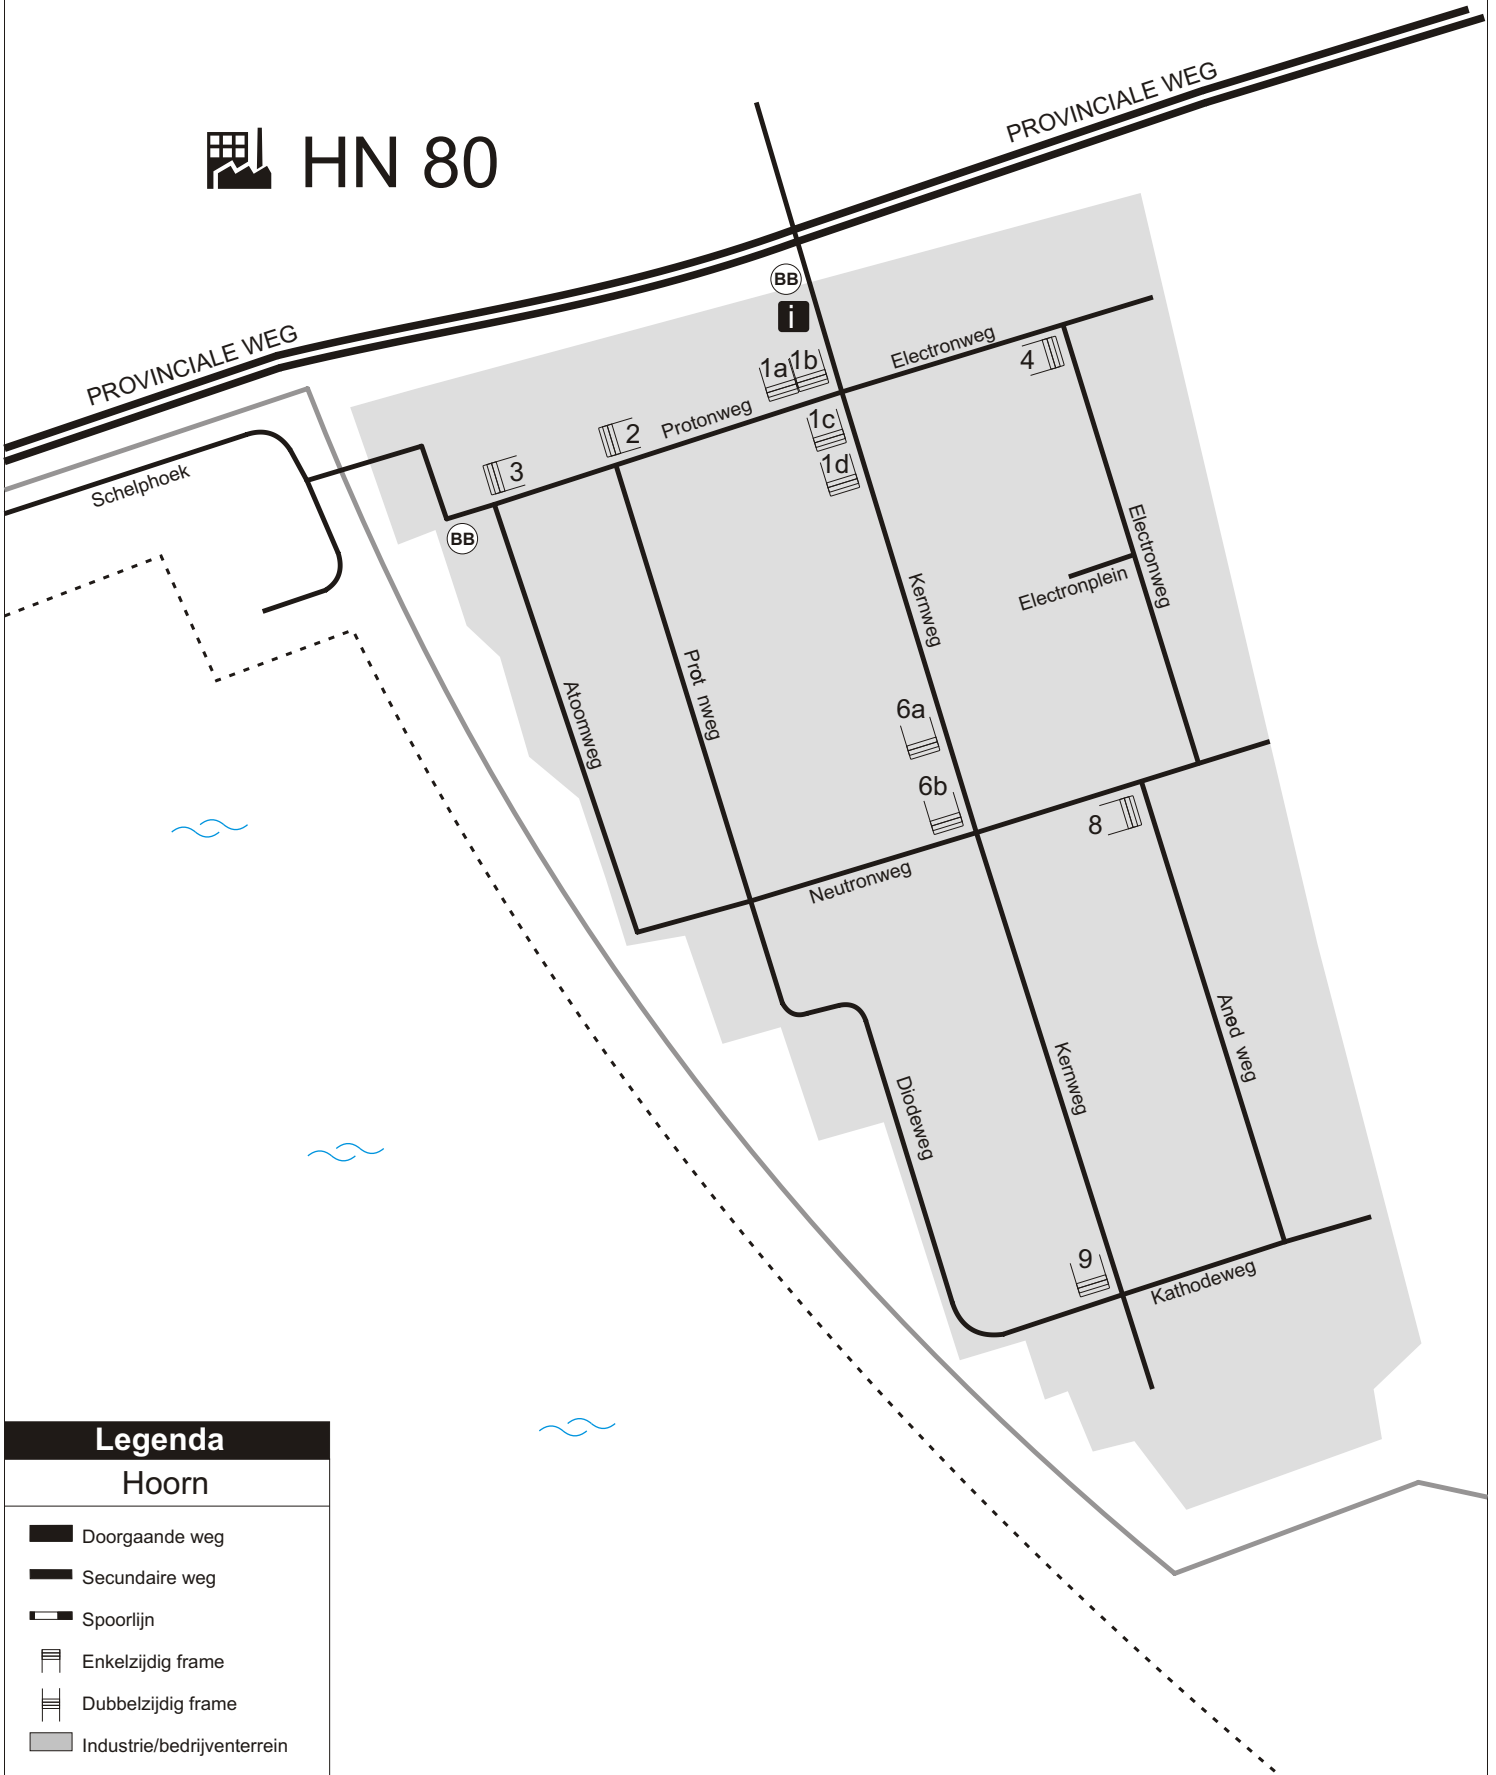 PROVINCIALE WEG
HN 80
BB
i
PROVINCIALE WEG
Electronweg
1a
1b
4
Protonweg
1c
2
1d
3
Schelphoek
BB
Electronweg
Electronplein
Kernweg
Prot nweg
Atoomweg
6a
6b
8
Neutronweg
Aned weg
Kernweg
Diodeweg
9
Kathodeweg
Legenda
Hoorn
Doorgaande weg
Secundaire weg
Spoorlijn
Enkelzijdig frame
Dubbelzijdig frame
Industrie/bedrijventerrein